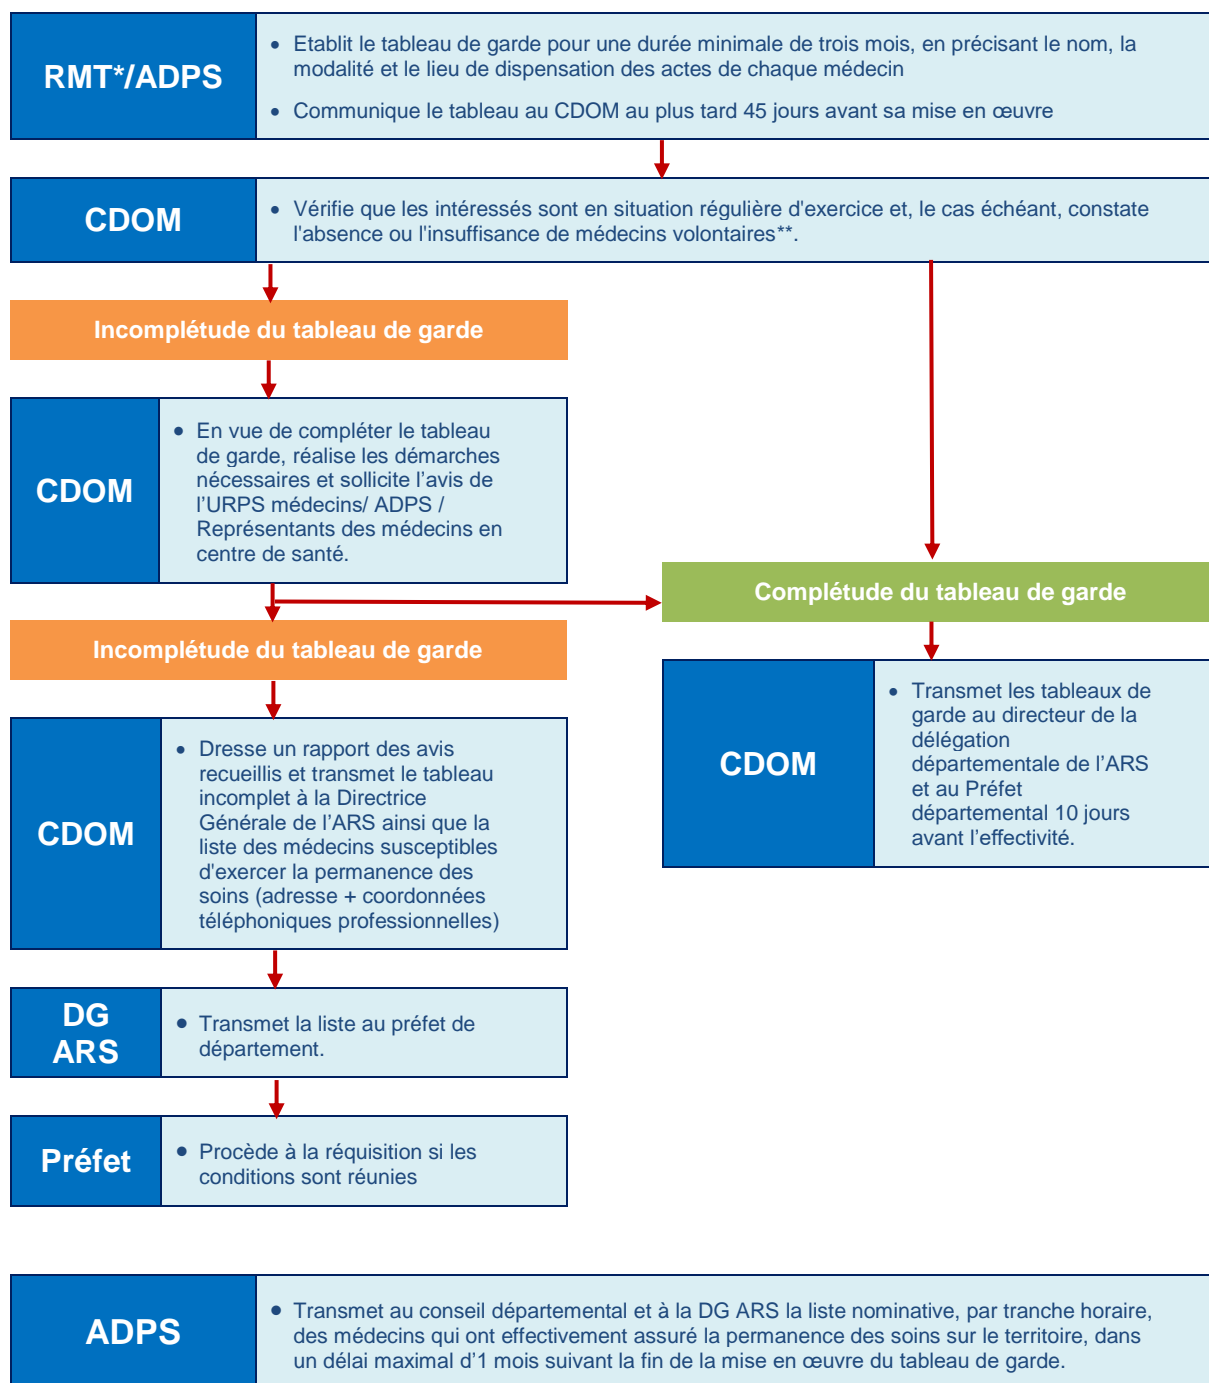 RMT*/ADPS
• Etablit le tableau de garde pour une durée minimale de trois mois, en précisant le nom, la
modalité et le lieu de dispensation des actes de chaque médecin
• Communique le tableau au CDOM au plus tard 45 jours avant sa mise en œuvre
CDOM
• Vérifie que les intéressés sont en situation régulière d'exercice et, le cas échéant, constate
l'absence ou l'insuffisance de médecins volontaires**.
Incomplétude du tableau de garde
CDOM
• En vue de compléter le tableau
de garde, réalise les démarches
nécessaires et sollicite l’avis de
l’URPS médecins/ ADPS /
Représentants des médecins en
centre de santé.
Complétude du tableau de garde
Incomplétude du tableau de garde
CDOM
• Transmet les tableaux de
garde au directeur de la
délégation
départementale de l’ARS
et au Préfet
départemental 10 jours
avant l’effectivité.
CDOM
• Dresse un rapport des avis
recueillis et transmet le tableau
incomplet à la Directrice
Générale de l’ARS ainsi que la
liste des médecins susceptibles
d'exercer la permanence des
soins (adresse + coordonnées
téléphoniques professionnelles)
DG
ARS
• Transmet la liste au préfet de
département.
Préfet
• Procède à la réquisition si les
conditions sont réunies
ADPS
• Transmet au conseil départemental et à la DG ARS la liste nominative, par tranche horaire,
des médecins qui ont effectivement assuré la permanence des soins sur le territoire, dans
un délai maximal d’1 mois suivant la fin de la mise en œuvre du tableau de garde.